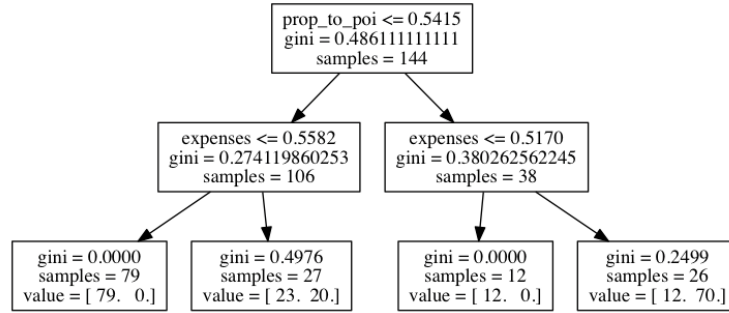 prop_to_poi <= 0.5415
gini = 0.486111111111
samples = 144
expenses <= 0.5582
gini = 0.274119860253
samples = 106
expenses <= 0.5170
gini = 0.380262562245
samples = 38
gini = 0.0000
samples = 79
value = [ 79. 0.]
gini = 0.4976
samples = 27
value = [ 23. 20.]
gini = 0.0000
samples = 12
value = [ 12. 0.]
gini = 0.2499
samples = 26
value = [ 12. 70.]